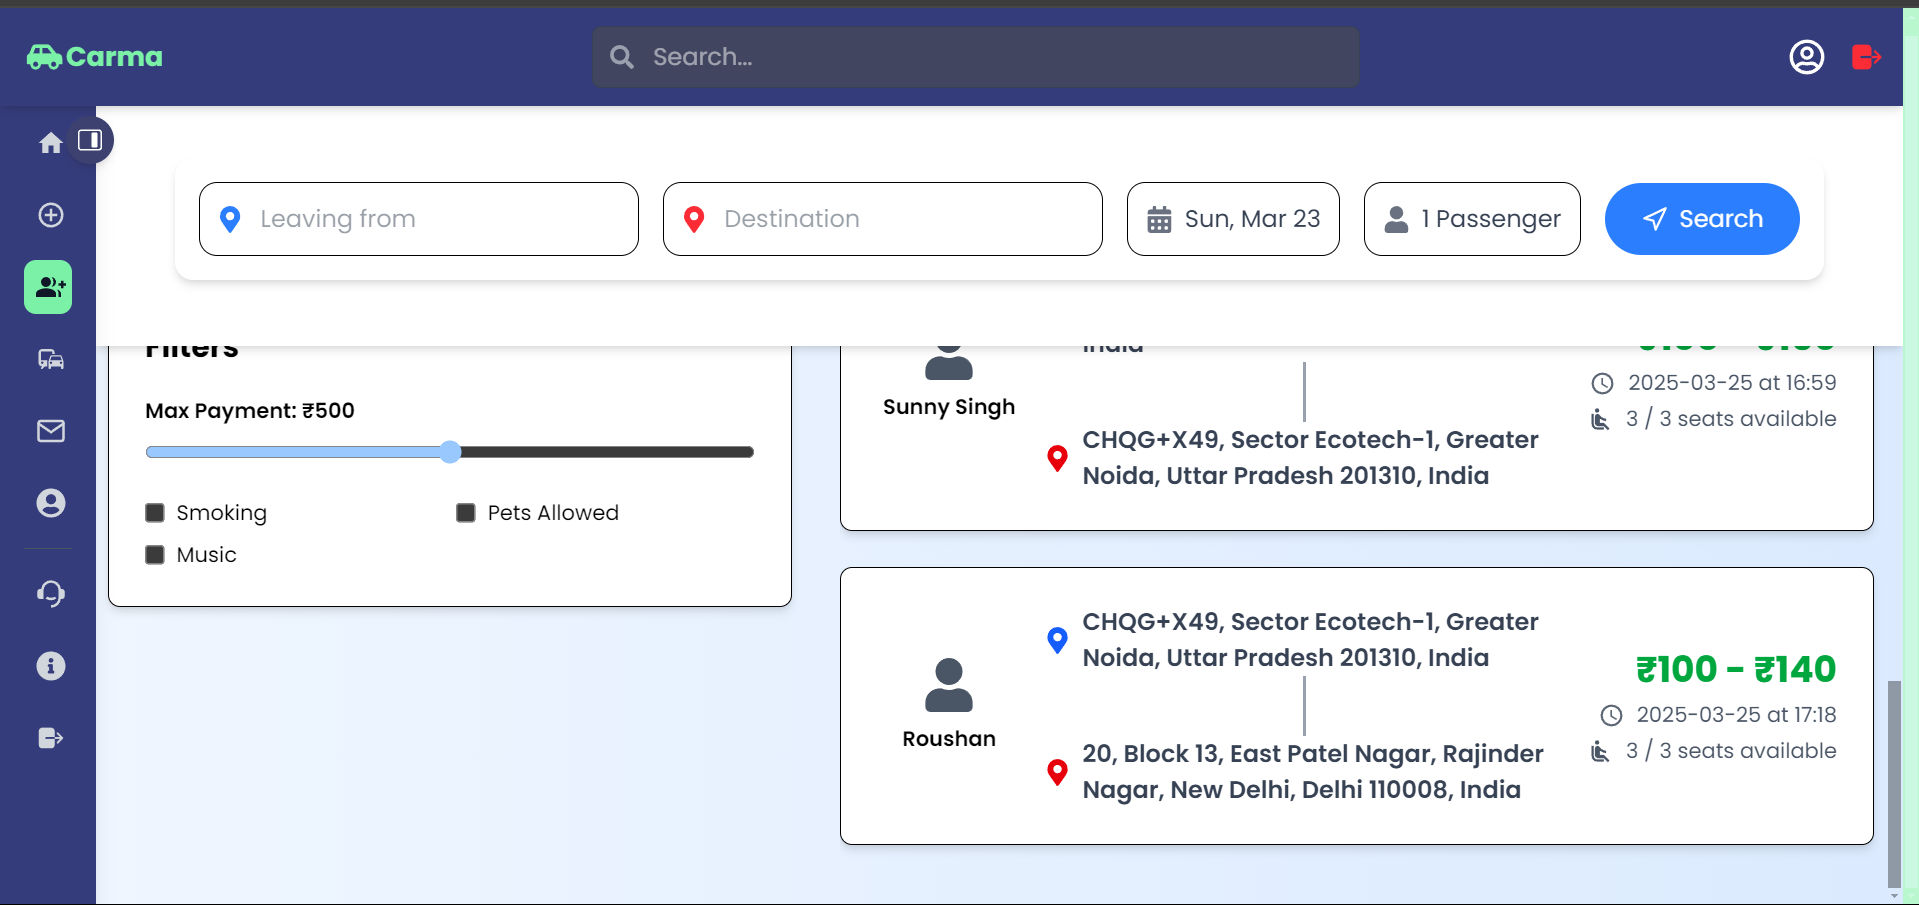 Carma
Search...
Leaving from
Destination
Sun, Mar 23
1 Passenger
Search
Filters
Max Payment: ₹500
Smoking
Pets Allowed
Music
India
Sunny Singh
CHQG+X49, Sector Ecotech-1, Greater
Noida, Uttar Pradesh 201310, India
2025-03-25 at 16:59
3 / 3 seats available
Roushan
CHQG+X49, Sector Ecotech-1, Greater
Noida, Uttar Pradesh 201310, India
20, Block 13, East Patel Nagar, Rajinder
Nagar, New Delhi, Delhi 110008, India
₹100 - ₹140
2025-03-25 at 17:18
3 / 3 seats available